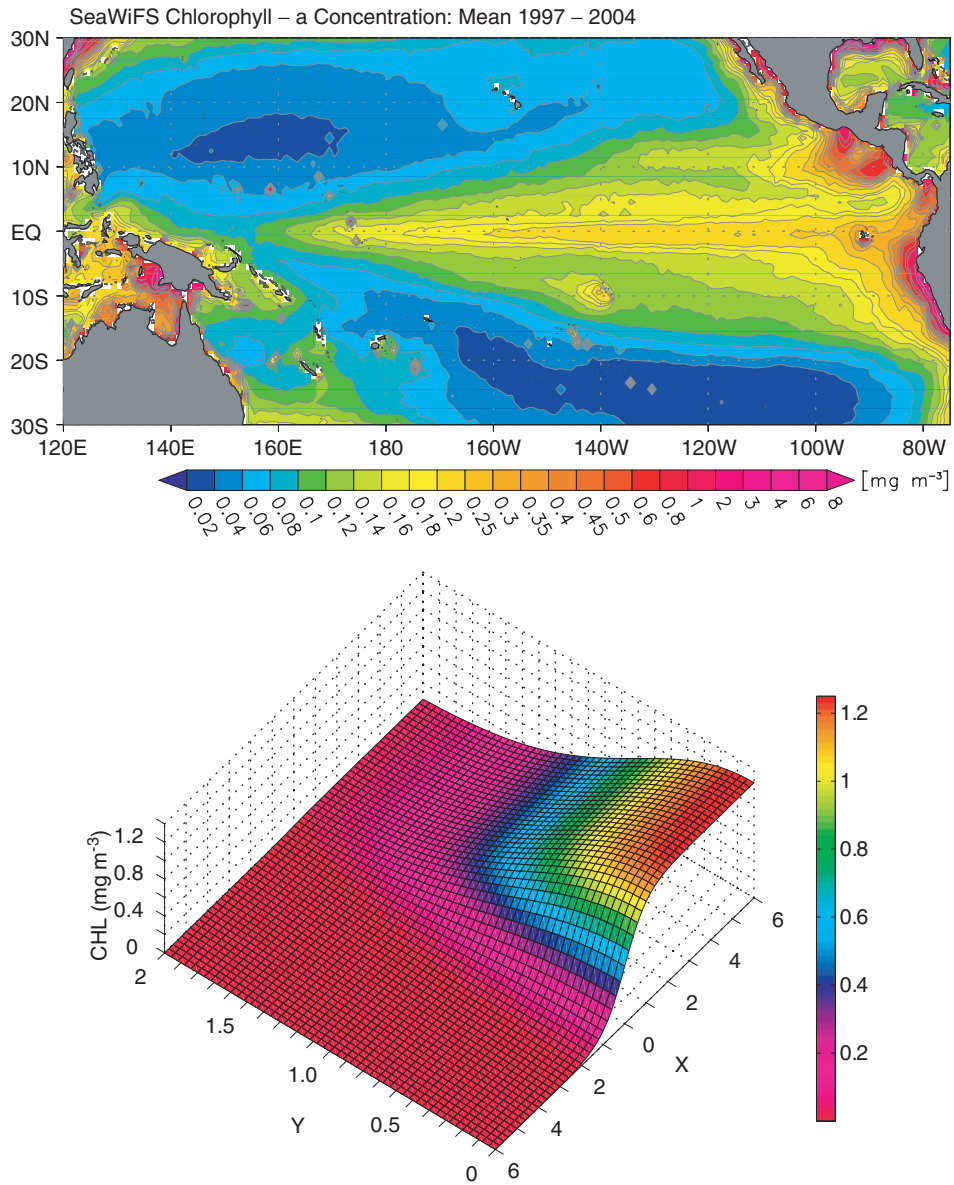 SeaWiFS Chlorophyll – a Concentration: Mean 1997 – 2004
30N
20N
10N
EQ
10S
20S
30S
120E 140E 160E 180 160W 140W 120W 100W 80W
0.02 0.04 0.06 0.08 0.1 0.12 0.14 0.16 0.18 0.2 0.25 0.3 0.35 0.4 0.45 0.5 0.6 0.8 1 2 3 4 6 8 [mg m⁻³]
CHL (mg m⁻³)
1.2
0.8
0.4
0
2
1.5
1.0
0.5
0
Y
6
4
2
0
2
4
6
X
1.2
1
0.8
0.6
0.4
0.2